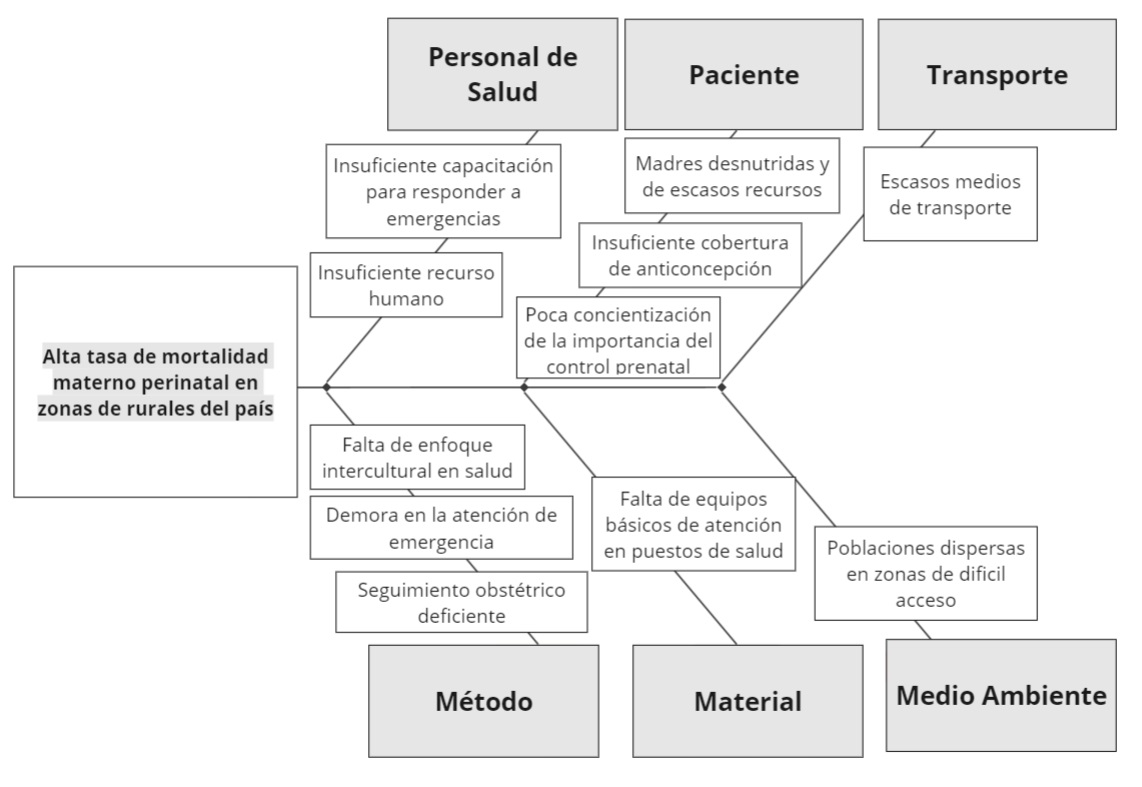 Personal de
Salud
Paciente
Transporte
Insuficiente capacitación
para responder a
emergencias
Madres desnutridas y
de escasos recursos
Escasos medios
de transporte
Insuficiente recurso
humano
Insuficiente cobertura
de anticoncepción
Poca concientización
de la importancia del
control prenatal
Alta tasa de mortalidad
materno perinatal en
zonas de rurales del país
Falta de enfoque
intercultural en salud
Demora en la atención de
emergencia
Seguimiento obstétrico
deficiente
Falta de equipos
básicos de atención
en puestos de salud
Poblaciones dispersas
en zonas de dificil
acceso
Método
Material
Medio Ambiente